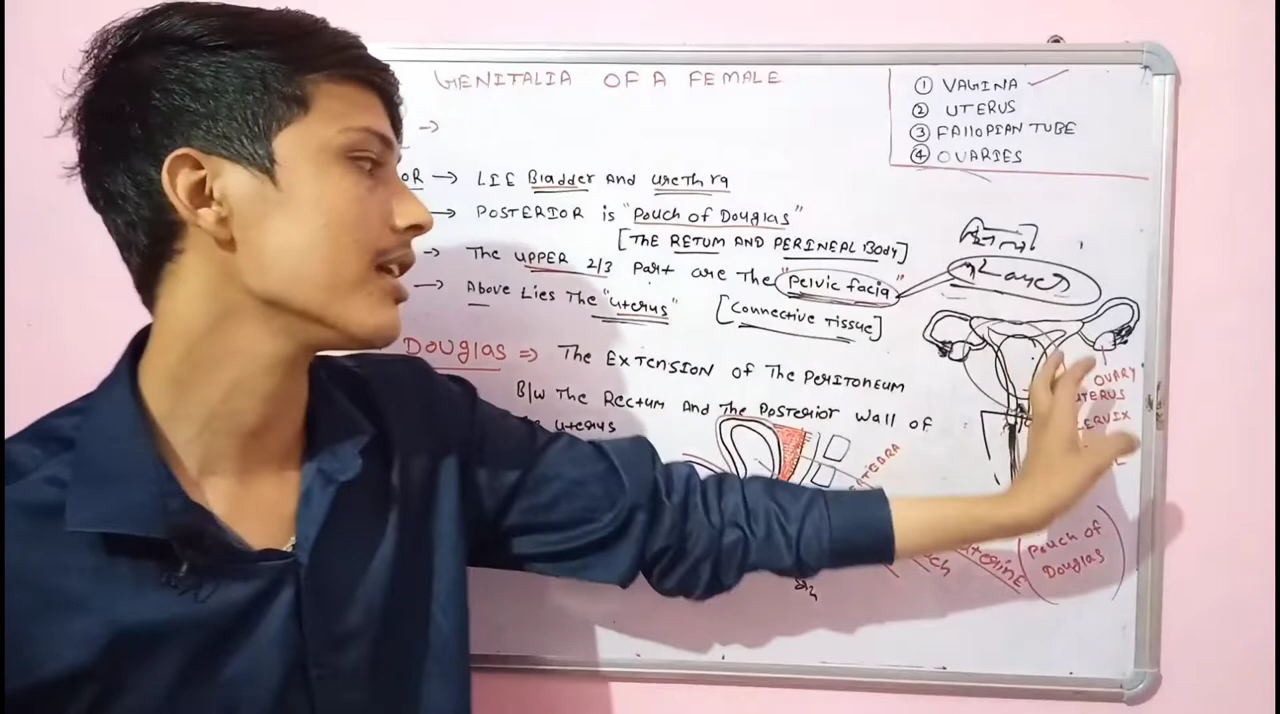 GENITALIA OF A FEMALE
① VAGINA
② UTERUS
③ FAllOPIAN TUBE
④ OVARIES
→
OR → LIE Bladder AND Urethra
→ POSTERIOR is "Pouch of Douglas"
[THE RETUM AND PERINEAL Body]
→ The UPPER 2/3 Part are The "Pelvic facia"
→ Above Lies The "uterus" [Connective Tissue]
Layer
DOUGlAS ⇒ The EXTENSION of The PERITONEUM
B/w The RECTUM AND The POSTERIOR WAll OF
uterus
OVARY
UTERUS
CERVIX
(Pouch of
Douglas)